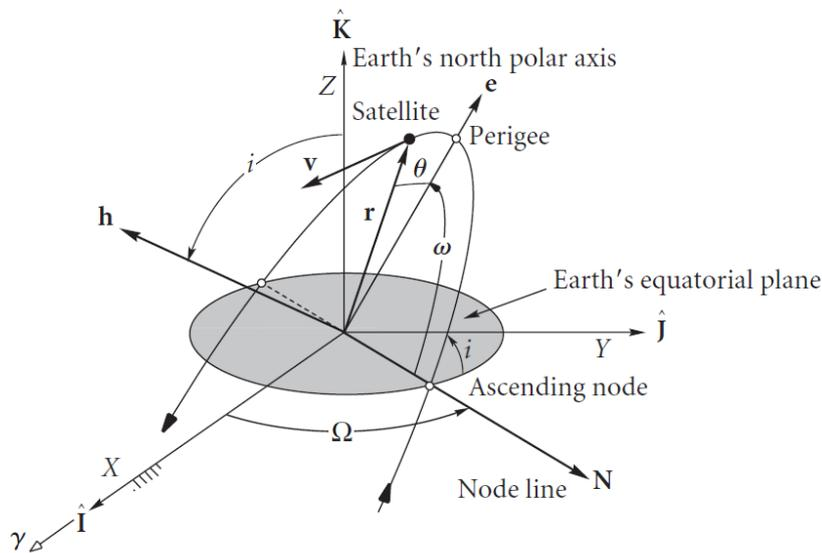 K̂
Earth's north polar axis
Z
e
Satellite
Perigee
i
v
θ
r
h
ω
Earth's equatorial plane
Ĵ
Y
i
Ascending node
Ω
X
Node line
N
Î
γ